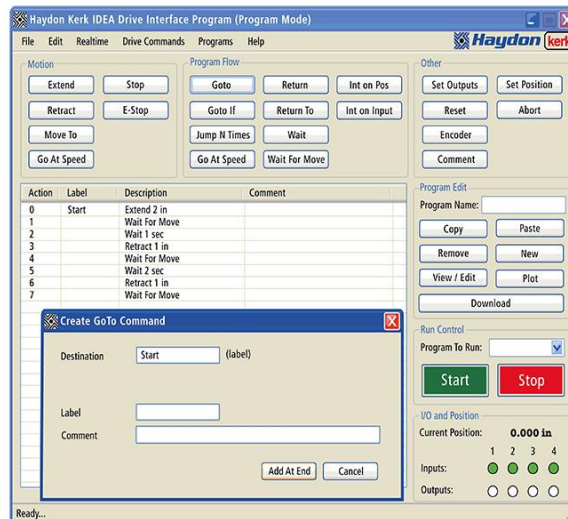 Haydon Kerk IDEA Drive Interface Program (Program Mode)
File Edit Realtime Drive Commands Programs Help
Haydon kerk
Motion
Extend Stop
Retract E-Stop
Move To
Go At Speed
Program Flow
Goto Return Int on Pos
Goto If Return To Int on Input
Jump N Times Wait
Go At Speed Wait For Move
Other
Set Outputs Set Position
Reset Abort
Encoder
Comment
Action Label Description Comment
0 Start Extend 2 in
1 Wait For Move
2 Wait 1 sec
3 Retract 1 in
4 Wait For Move
5 Wait 2 sec
6 Retract 1 in
7 Wait For Move
Program Edit
Program Name:
Copy Paste
Remove New
View / Edit Plot
Download
Create GoTo Command
Destination Start (label)
Label
Comment
Add At End Cancel
Run Control
Program To Run:
Start Stop
I/O and Position
Current Position: 0.000 in
1 2 3 4
Inputs:
Outputs:
Ready...